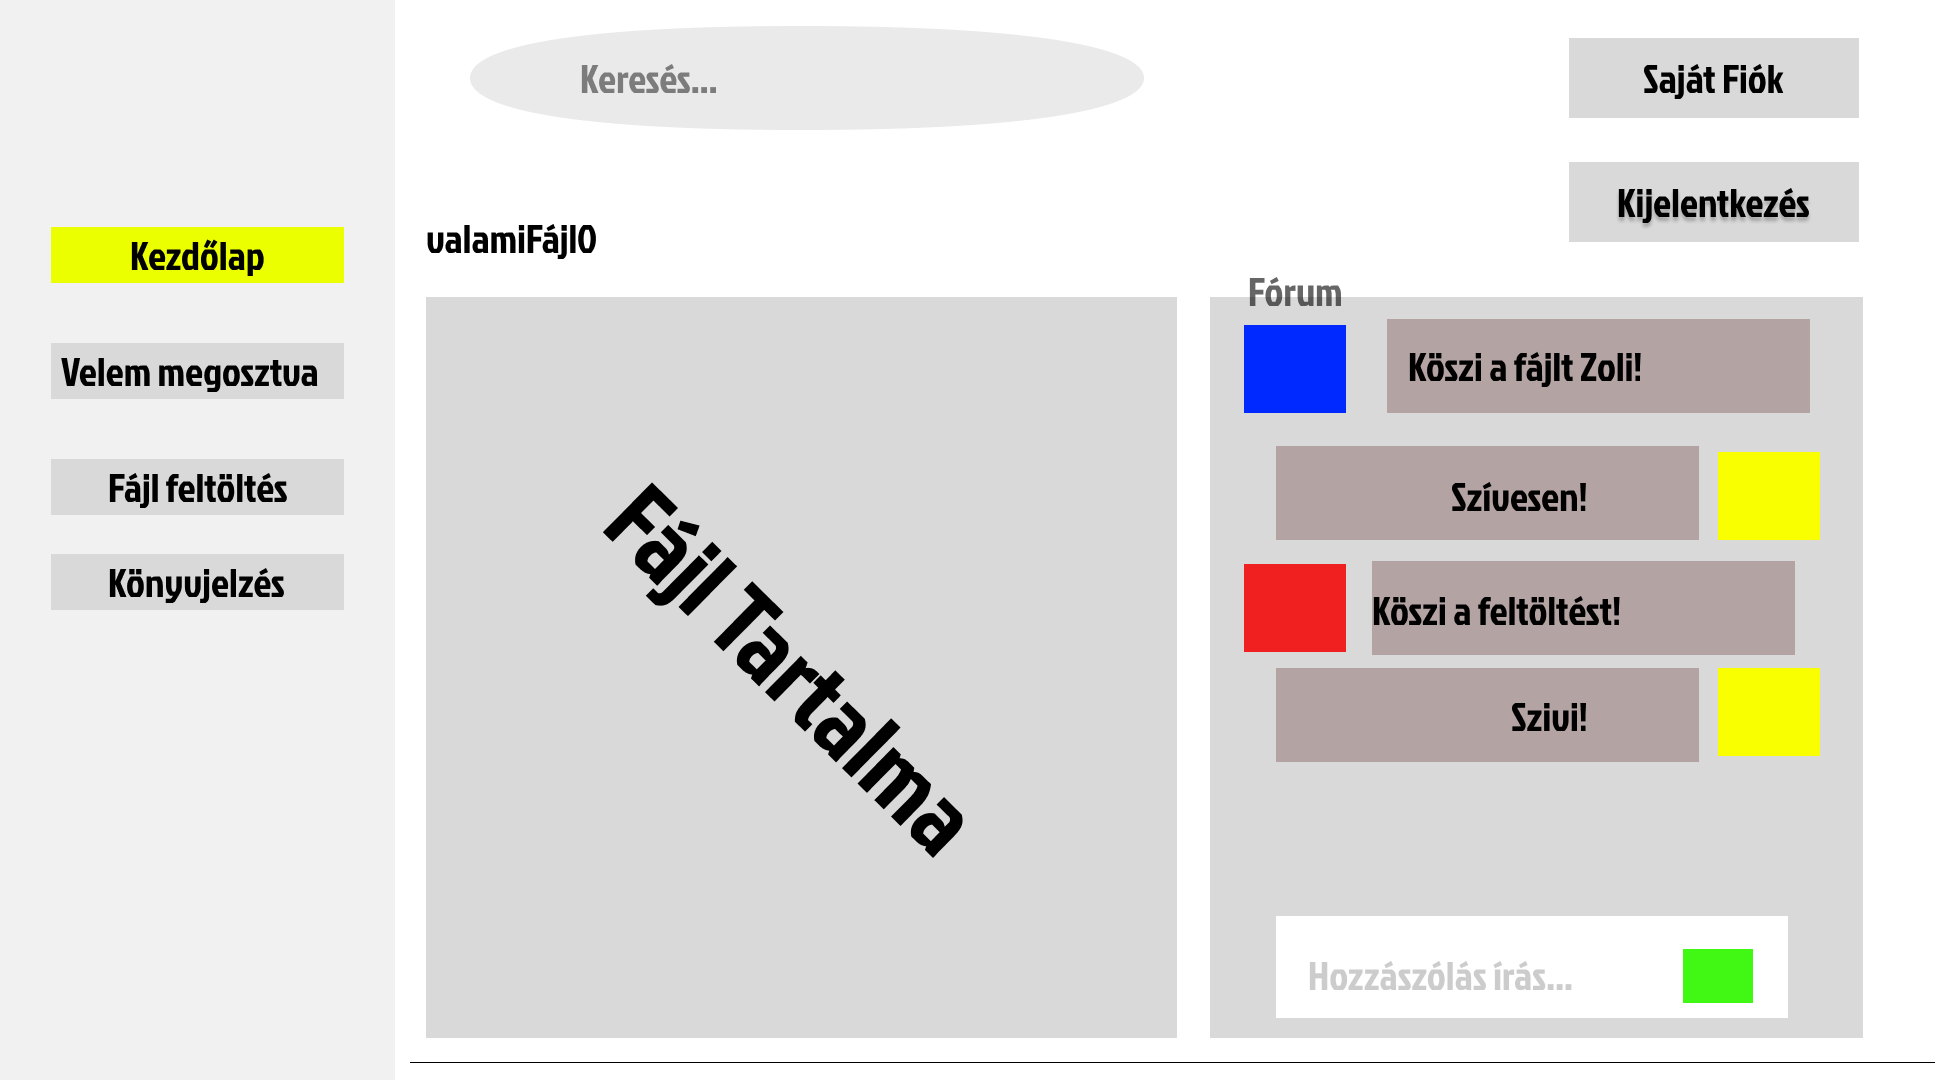 Keresés...
Saját Fiók
Kijelentkezés
Kezdőlap
Velem megosztva
Fájl feltöltés
Könyvjelzés
valamiFájl0
Fájl Tartalma
Fórum
Köszi a fájlt Zoli!
Szívesen!
Köszi a feltöltést!
Szivi!
Hozzászólás írás...